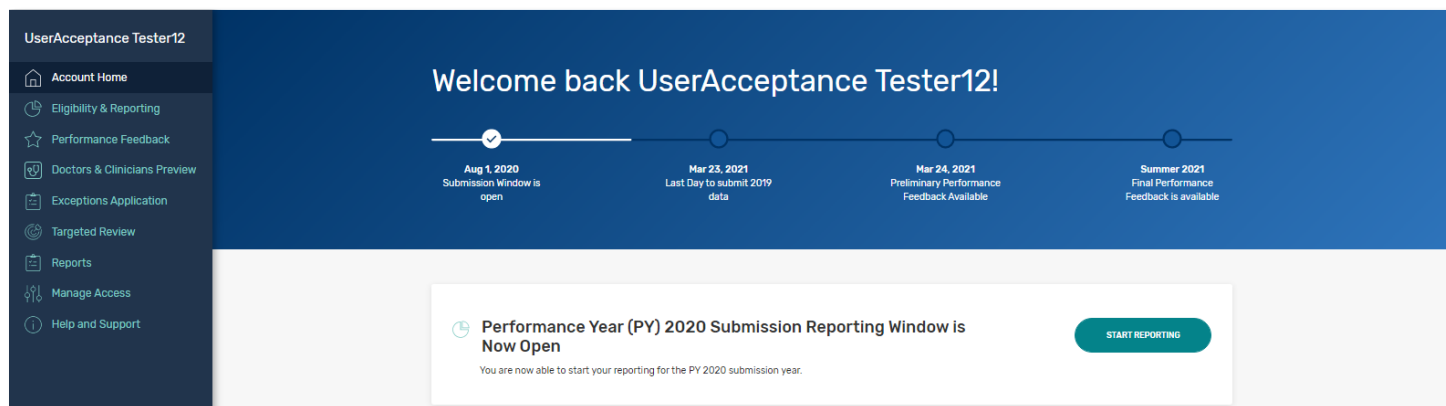 UserAcceptance Tester12
Account Home
Eligibility & Reporting
Performance Feedback
Doctors & Clinicians Preview
Exceptions Application
Targeted Review
Reports
Manage Access
Help and Support
Welcome back UserAcceptance Tester12!
Aug 1, 2020
Submission Window is
open
Mar 23, 2021
Last Day to submit 2019
data
Mar 24, 2021
Preliminary Performance
Feedback Available
Summer 2021
Final Performance
Feedback is available
Performance Year (PY) 2020 Submission Reporting Window is
Now Open
You are now able to start your reporting for the PY 2020 submission year.
START REPORTING